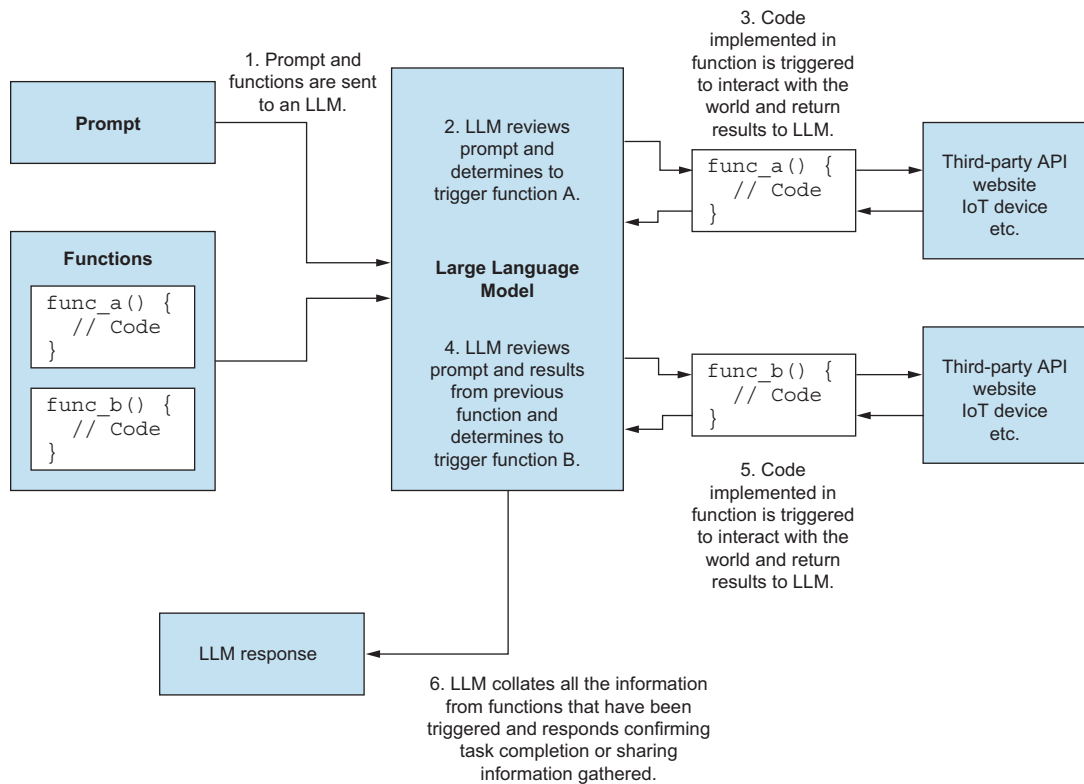 1. Prompt and
functions are sent
to an LLM.
Prompt
Functions
func_a() {
// Code
}
func_b() {
// Code
}
2. LLM reviews
prompt and
determines to
trigger function A.
Large Language
Model
4. LLM reviews
prompt and results
from previous
function and
determines to
trigger function B.
3. Code
implemented in
function is triggered
to interact with the
world and return
results to LLM.
func_a() {
// Code
}
Third-party API
website
IoT device
etc.
func_b() {
// Code
}
Third-party API
website
IoT device
etc.
5. Code
implemented in
function is triggered
to interact with the
world and return
results to LLM.
LLM response
6. LLM collates all the information
from functions that have been
triggered and responds confirming
task completion or sharing
information gathered.